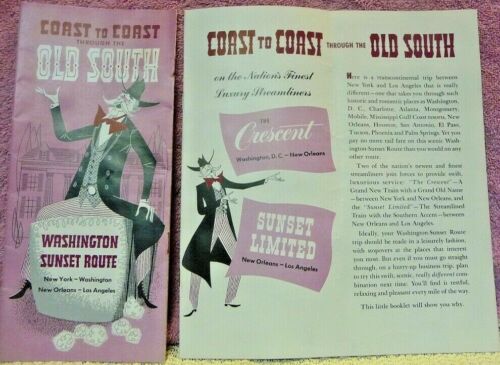 COAST TO COAST
THROUGH THE
OLD SOUTH
WASHINGTON
SUNSET ROUTE
New York – Washington
New Orleans – Los Angeles
COAST TO COAST THROUGH THE OLD SOUTH
on the Nation's Finest
Luxury Streamliners
THE
Crescent
Washington, D. C. – New Orleans
SUNSET
LIMITED
New Orleans – Los Angeles
Here is a transcontinental trip between
New York and Los Angeles that is really
different—one that takes you through such
historic and romantic places as Washington,
D. C., Charlotte, Atlanta, Montgomery,
Mobile, Mississippi Gulf Coast resorts, New
Orleans, Houston, San Antonio, El Paso,
Tucson, Phoenix and Palm Springs. Yet you
pay no more rail fare on this scenic Wash-
ington-Sunset Route than you would on any
other route.
Two of the nation's newest and finest
streamliners join forces to provide swift,
luxurious service: "The Crescent"—A
Grand New Train with a Grand Old Name
—between New York and New Orleans, and
the "Sunset Limited"—The Streamlined
Train with the Southern Accent—between
New Orleans and Los Angeles.
Ideally, your Washington-Sunset Route
trip should be made in a leisurely fashion,
with stopovers at the places that interest
you most. But even if you must go straight
through, on a hurry-up business trip, plan
to try this swift, scenic, really different com-
bination next time. You'll find it restful,
relaxing and pleasant every mile of the way.
This little booklet will show you why.